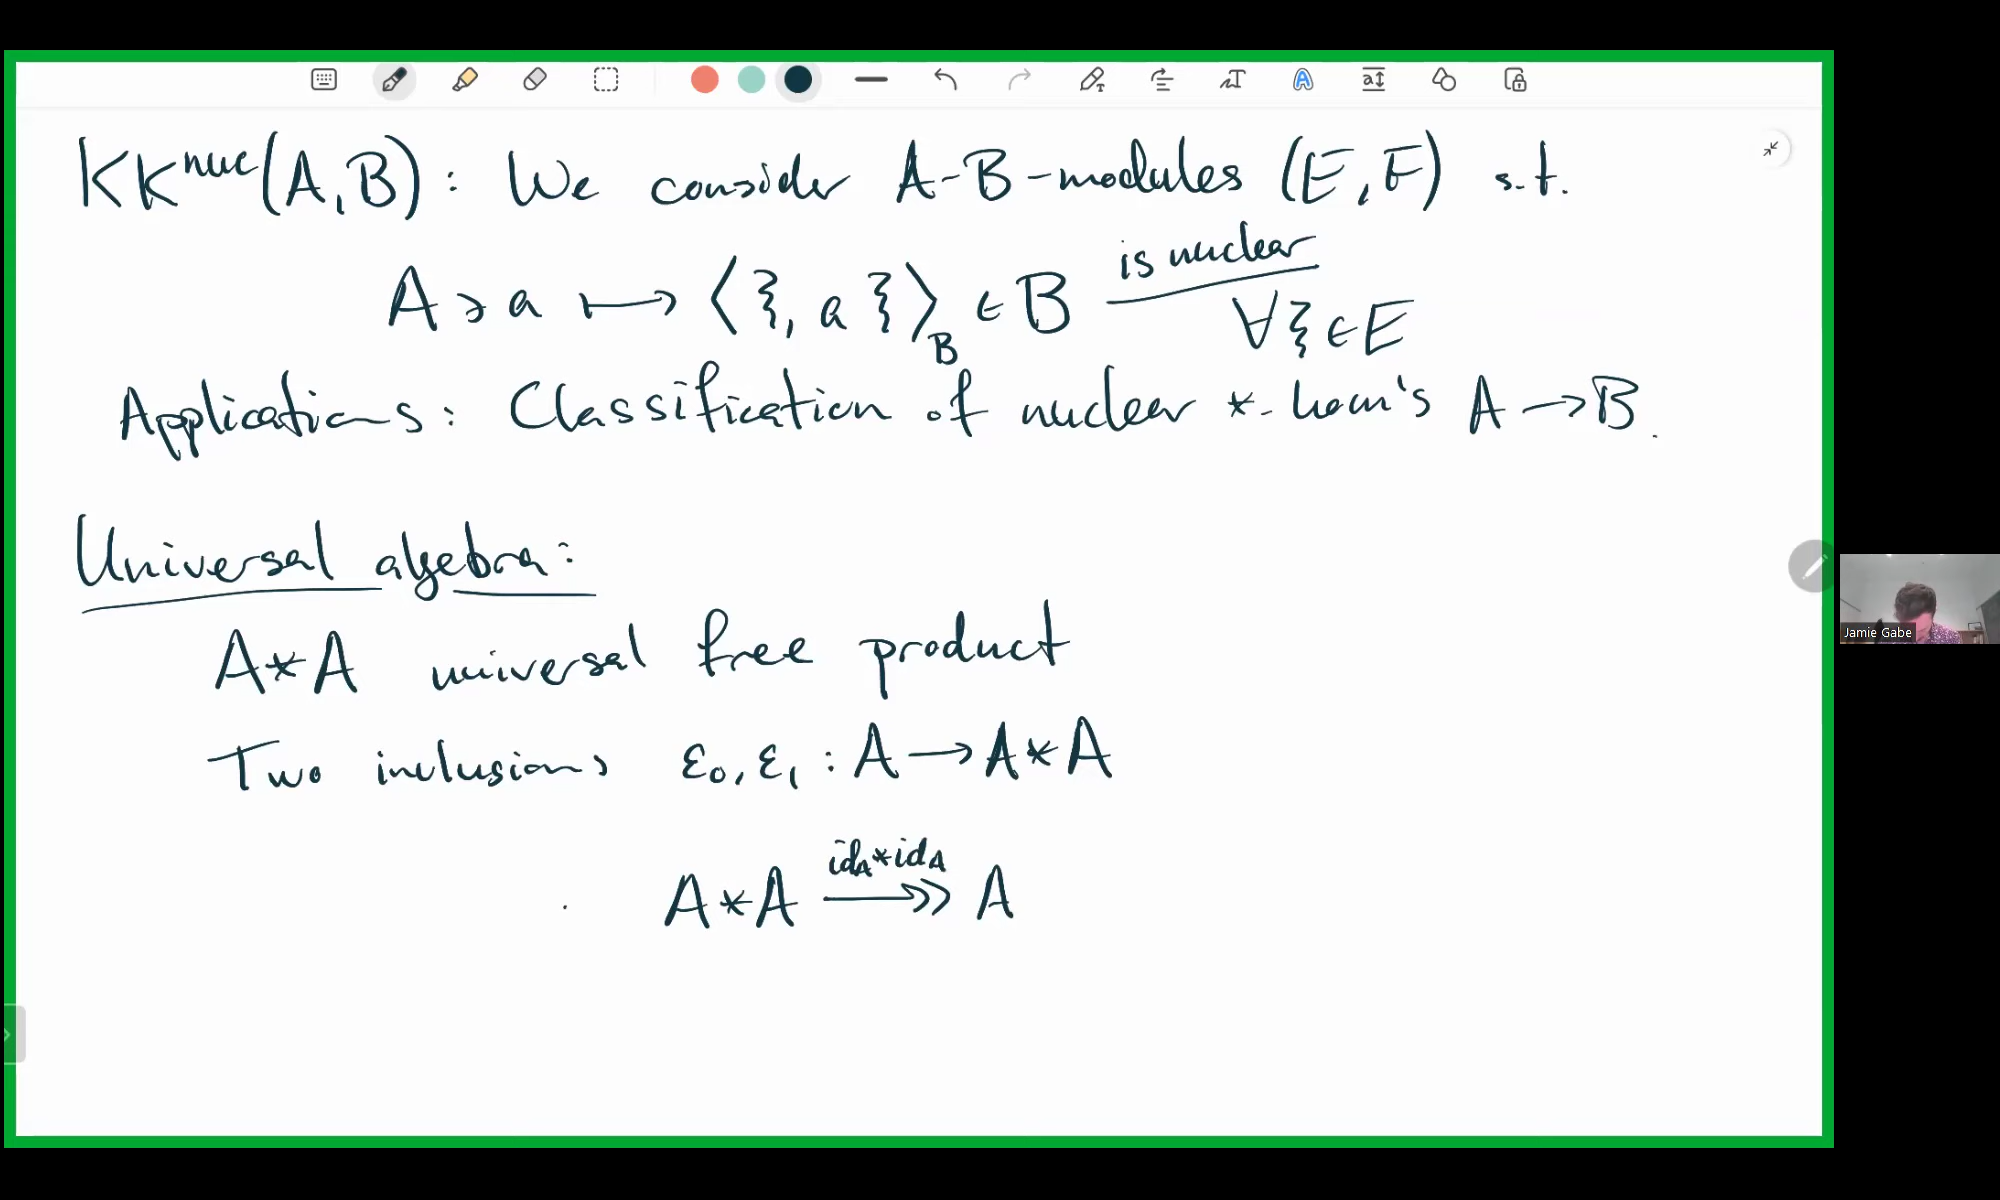 KK^nuc(A,B): We consider A-B-modules (E,F) s.t.
A∋a ⟼ ⟨ξ, aξ⟩_B ∈ B is nuclear ∀ξ∈E
Applications: Classification of nuclear *-hom's A→B.
Universal algebra:
A*A universal free product
Two inclusions ε₀, ε₁ : A → A*A
A*A —id_A*id_A↠ A
Jamie Gabe